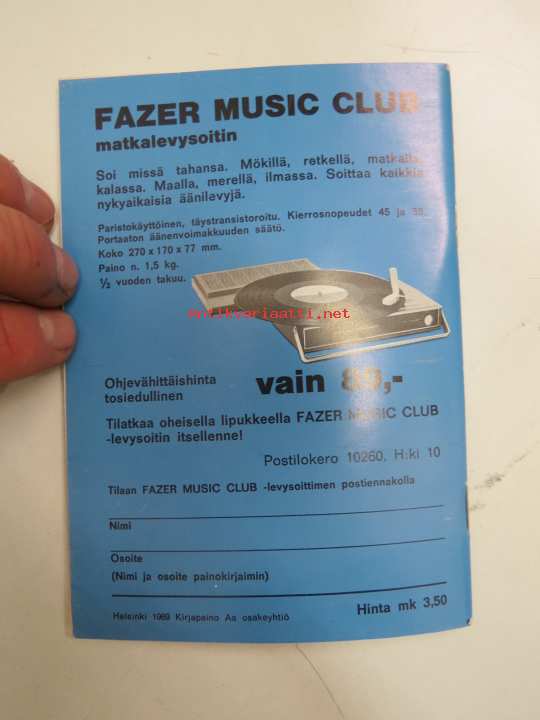 FAZER MUSIC CLUB
matkalevysoitin
Soi missä tahansa. Mökillä, retkellä, matkalla,
kalassa. Maalla, merellä, ilmassa. Soittaa kaikkia
nykyaikaisia äänilevyjä.
Paristokäyttöinen, täystransistoroitu. Kierrosnopeudet 45 ja
Portaaton äänenvoimakkuuden säätö.
Koko 270 x 170 x 77 mm.
Paino n. 1,5 kg.
½ vuoden takuu.
antikvariaatti.net
Ohjevähittäishinta
tosiedullinen
vain
Tilatkaa oheisella lipukkeella FAZER MUSIC CLUB
-levysoitin itsellenne!
Postilokero 10260, H:ki 10
Tilaan FAZER MUSIC CLUB -levysoittimen postiennakolla
Nimi
Osoite
(Nimi ja osoite painokirjaimin)
Helsinki 1969 Kirjapaino Aa osakeyhtiö
Hinta mk 3,50